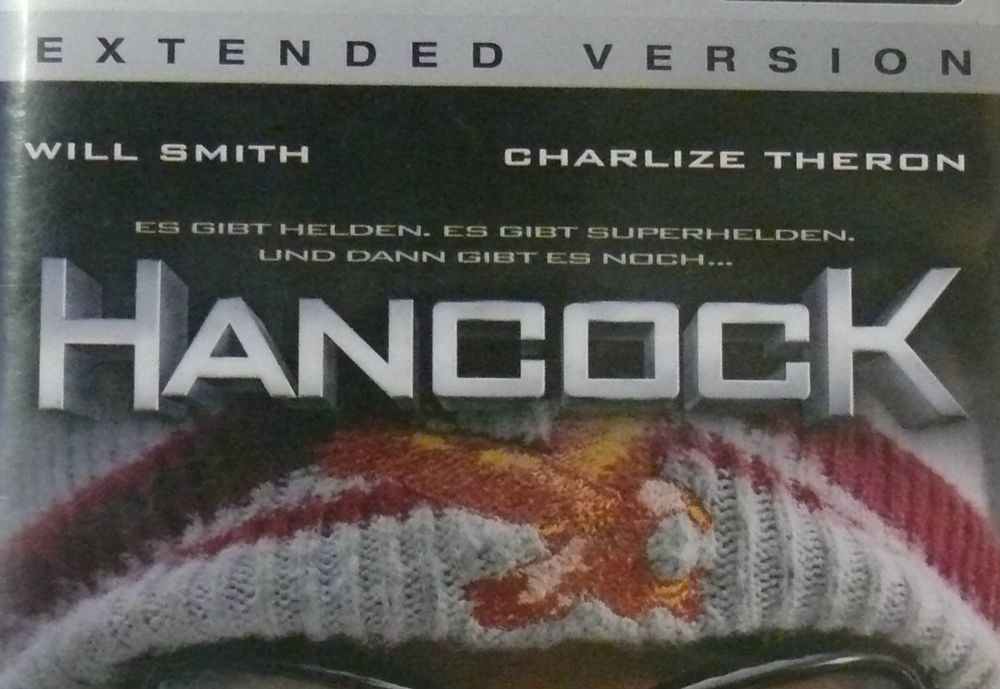 EXTENDED VERSION
WILL SMITH CHARLIZE THERON
ES GIBT HELDEN. ES GIBT SUPERHELDEN.
UND DANN GIBT ES NOCH...
HANCOCK